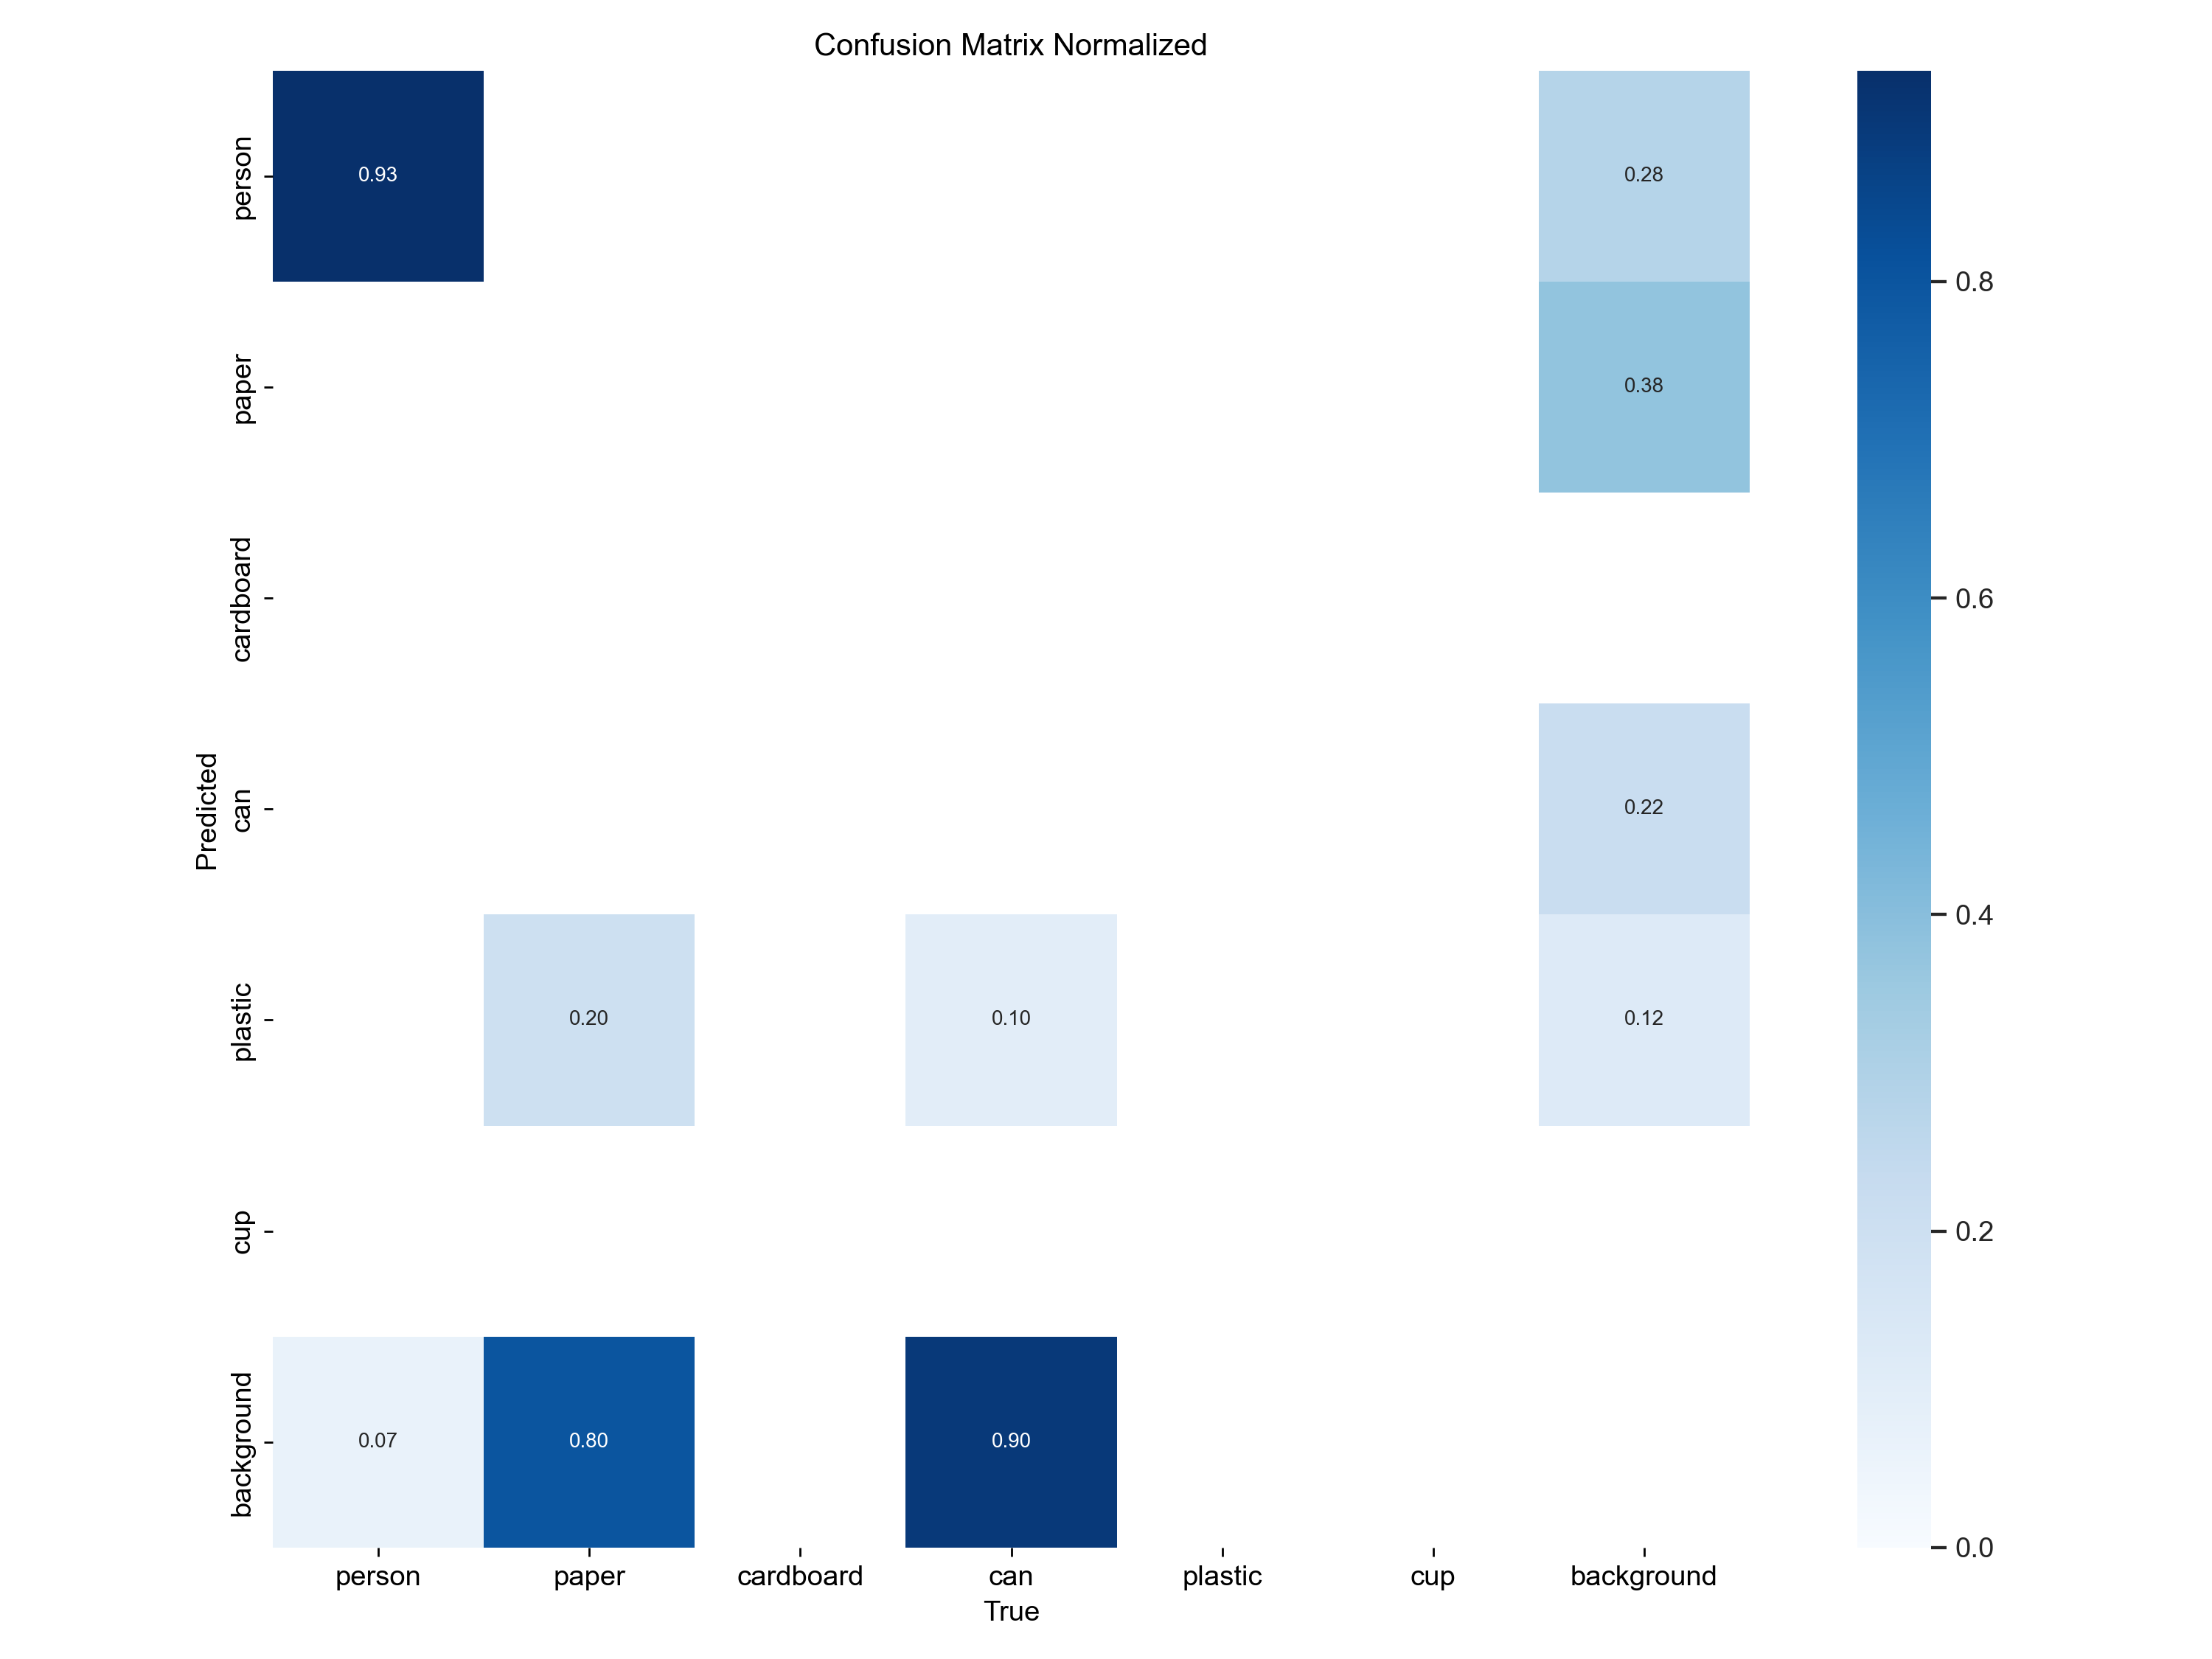 Confusion Matrix Normalized
person
0.93
0.28
0.8
paper
0.38
cardboard
0.6
Predicted
can
0.22
0.4
plastic
0.20
0.10
0.12
cup
0.2
background
0.07
0.80
0.90
0.0
person paper cardboard can plastic cup background
True